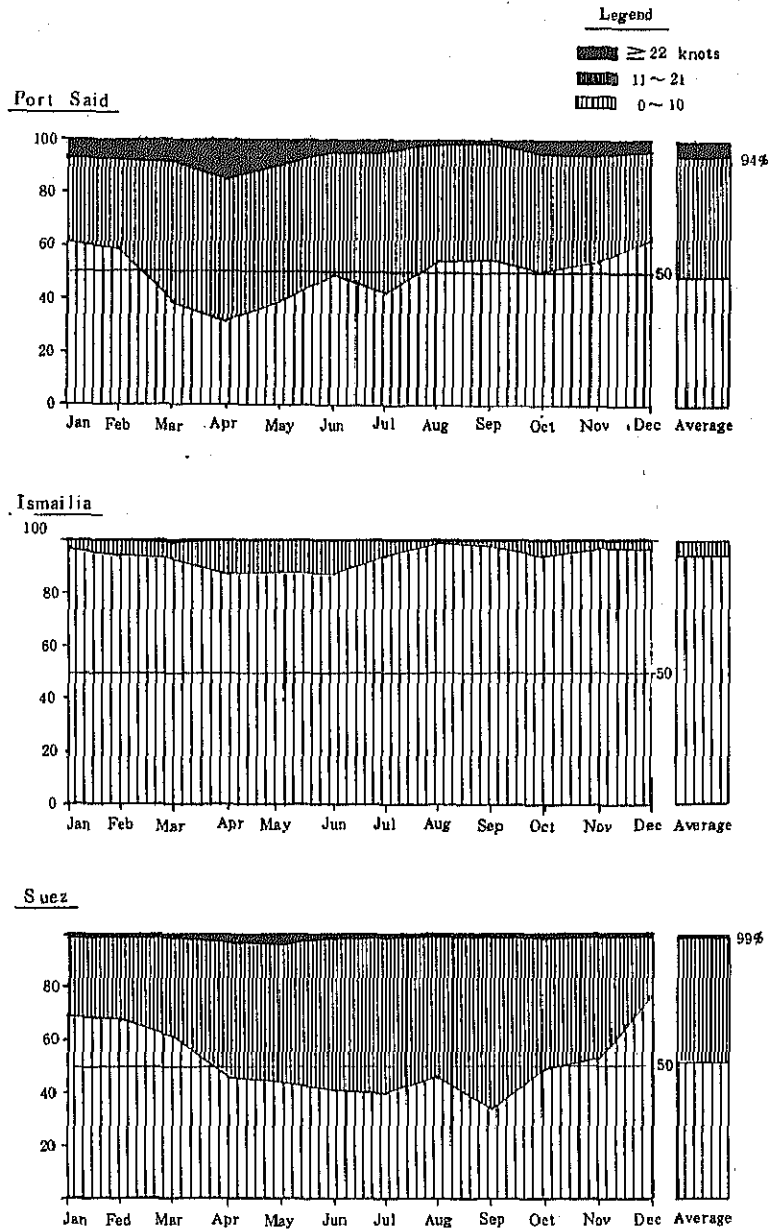 Legend
≧22 knots
11~21
0~10
Port Said
100
80
60
40
20
0
50
94%
Jan Feb Mar Apr May Jun Jul Aug Sep Oct Nov Dec Average
Ismailia
100
80
60
40
20
0
50
Jan Feb Mar Apr May Jun Jul Aug Sep Oct Nov Dec Average
Suez
80
60
40
20
50
99%
Jan Fed Mar Apr May Jun Jul Aug Sep Oct Nov Dec Average